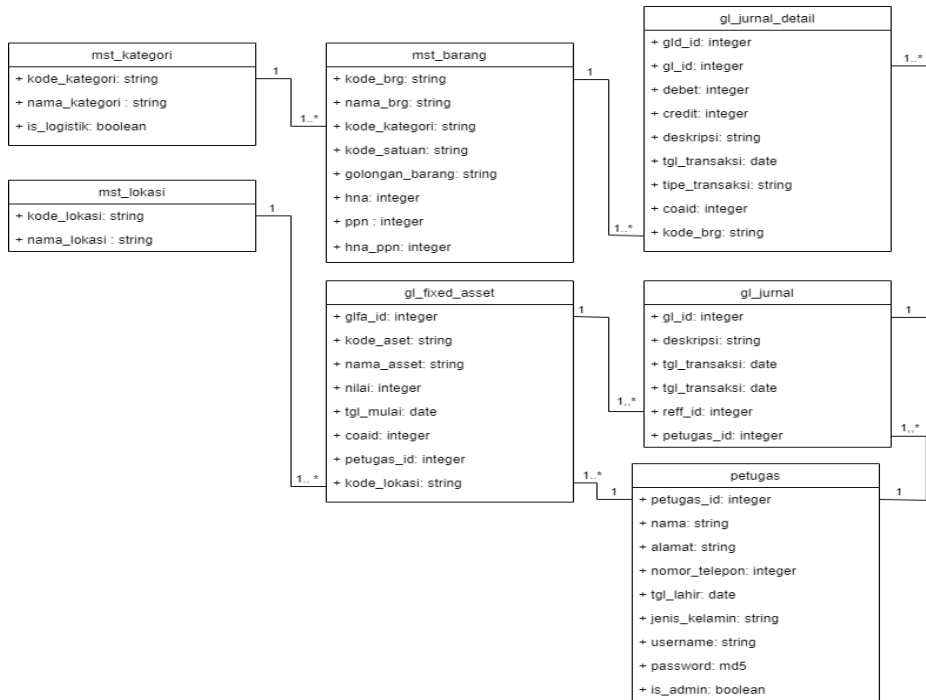 mst_kategori
+ kode_kategori: string
+ nama_kategori : string
+ is_logistik: boolean
1
1..*
mst_lokasi
+ kode_lokasi: string
+ nama_lokasi : string
1
1.. *
mst_barang
+ kode_brg: string
+ nama_brg: string
+ kode_kategori: string
+ kode_satuan: string
+ golongan_barang: string
+ hna: integer
+ ppn : integer
+ hna_ppn: integer
1
1..*
gl_fixed_asset
+ glfa_id: integer
+ kode_aset: string
+ nama_asset: string
+ nilai: integer
+ tgl_mulai: date
+ coaid: integer
+ petugas_id: integer
+ kode_lokasi: string
1
1,.*
1..*
1
gl_jurnal_detail
+ gld_id: integer
+ gl_id: integer
+ debet: integer
+ credit: integer
+ deskripsi: string
+ tgl_transaksi: date
+ tipe_transaksi: string
+ coaid: integer
+ kode_brg: string
1..*
gl_jurnal
+ gl_id: integer
+ deskripsi: string
+ tgl_transaksi: date
+ tgl_transaksi: date
+ reff_id: integer
+ petugas_id: integer
1
1,,*
petugas
+ petugas_id: integer
+ nama: string
+ alamat: string
+ nomor_telepon: integer
+ tgl_lahir: date
+ jenis_kelamin: string
+ username: string
+ password: md5
+ is_admin: boolean
1